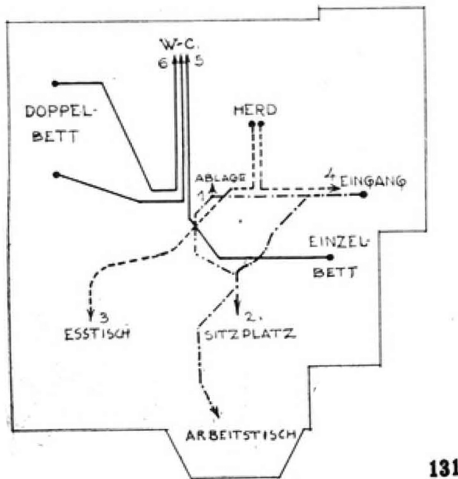 W-C.
6 5
DOPPEL-
BETT
HERD
ABLAGE
1
4 EINGANG
EINZEL-
BETT
3
ESSTISCH
2.
SITZPLATZ
ARBEITSTISCH
131